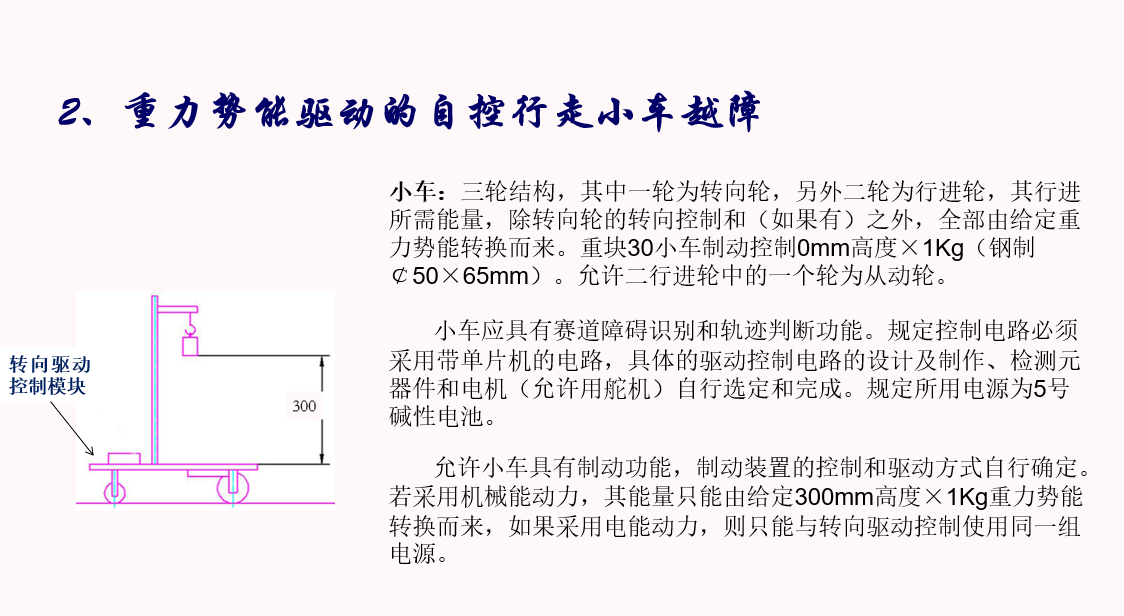 2、重力势能驱动的自控行走小车越障
小车：三轮结构，其中一轮为转向轮，另外二轮为行进轮，其行进
所需能量，除转向轮的转向控制和（如果有）之外，全部由给定重
力势能转换而来。重块30小车制动控制0mm高度×1Kg（钢制
￠50×65mm）。允许二行进轮中的一个轮为从动轮。
小车应具有赛道障碍识别和轨迹判断功能。规定控制电路必须
采用带单片机的电路，具体的驱动控制电路的设计及制作、检测元
器件和电机（允许用舵机）自行选定和完成。规定所用电源为5号
碱性电池。
允许小车具有制动功能，制动装置的控制和驱动方式自行确定。
若采用机械能动力，其能量只能由给定300mm高度×1Kg重力势能
转换而来，如果采用电能动力，则只能与转向驱动控制使用同一组
电源。
转向驱动
控制模块
300